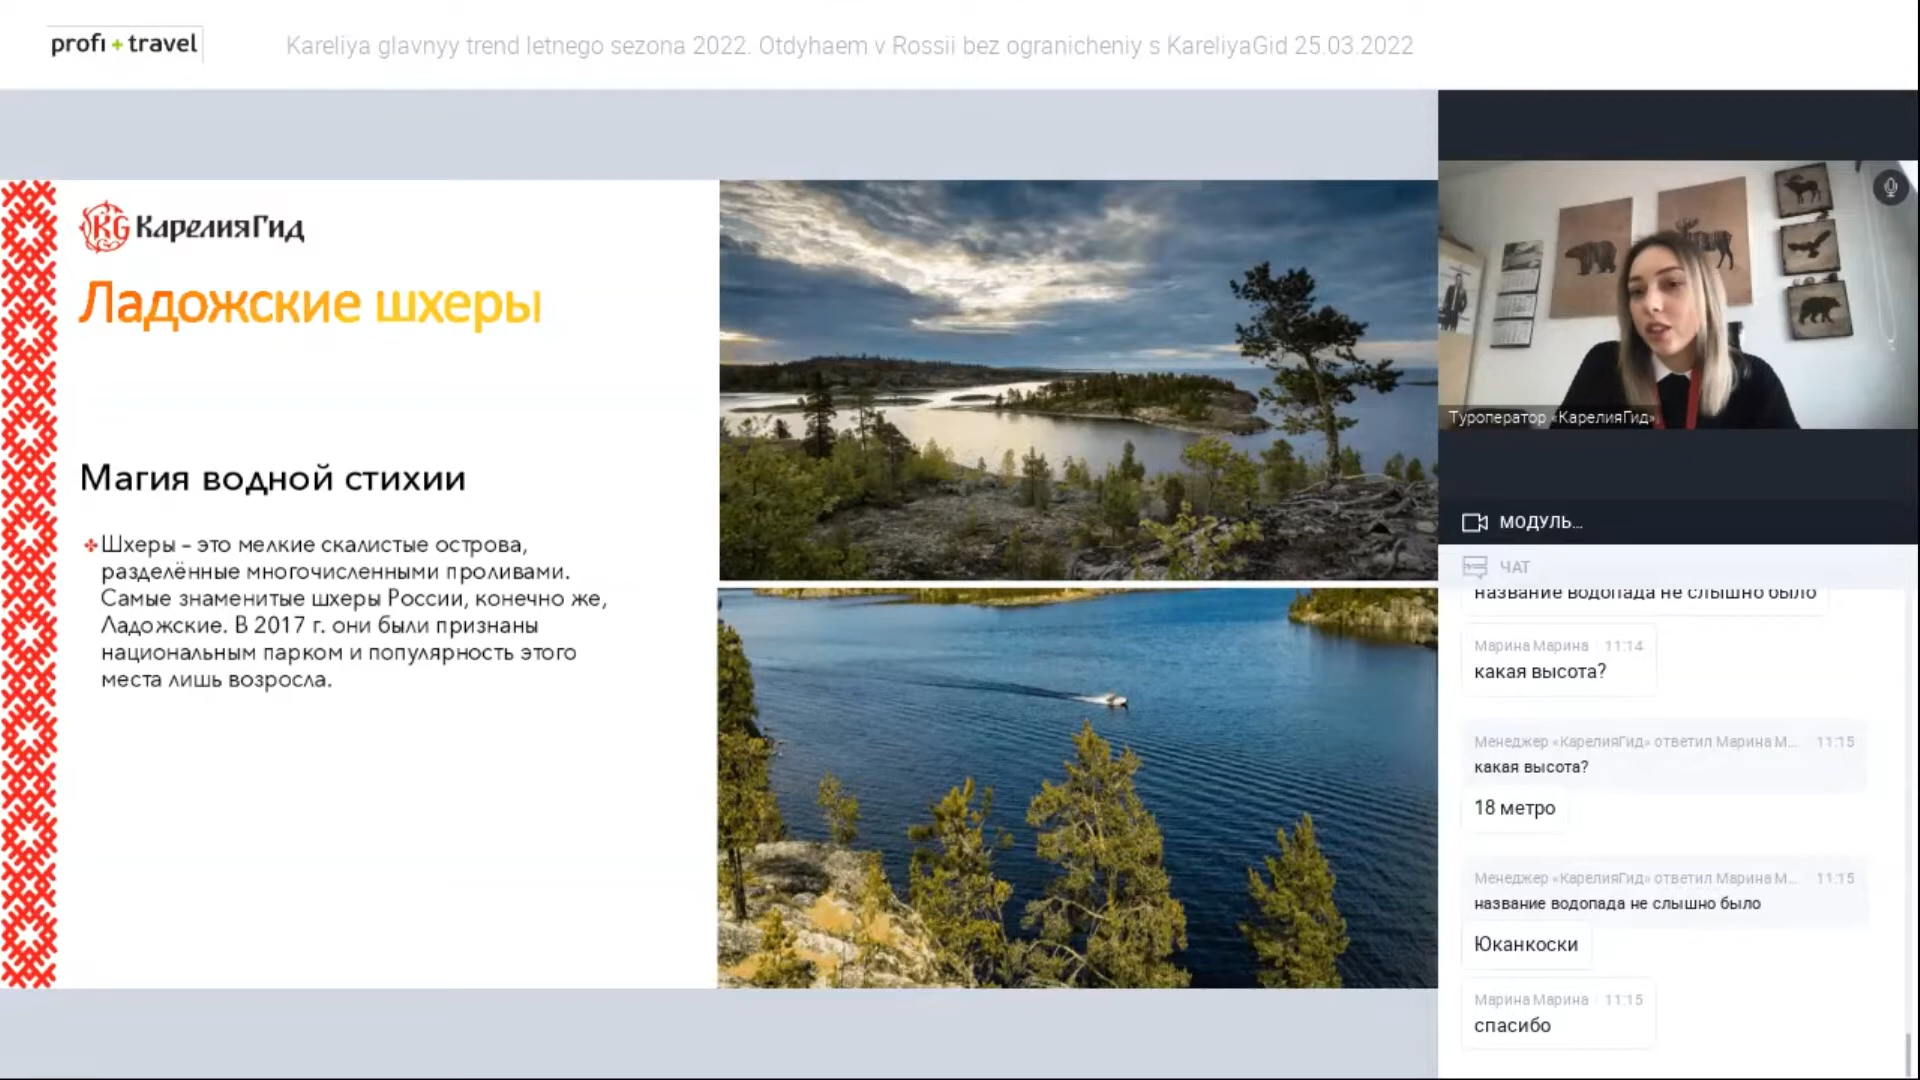 profi + travel
Kareliya glavnyy trend letnego sezona 2022. Otdyhaem v Rossii bez ogranicheniy s KareliyaGid 25.03.2022
KG КарелияГид
Ладожские шхеры
Магия водной стихии
Шхеры – это мелкие скалистые острова,
разделённые многочисленными проливами.
Самые знаменитые шхеры России, конечно же,
Ладожские. В 2017 г. они были признаны
национальным парком и популярность этого
места лишь возросла.
Туроператор «КарелияГид»
МОДУЛЬ...
ЧАТ
название водопада не слышно было
Марина Марина 11:14
какая высота?
Менеджер «КарелияГид» ответил Марина М... 11:15
какая высота?
18 метро
Менеджер «КарелияГид» ответил Марина М... 11:15
название водопада не слышно было
Юканкоски
Марина Марина 11:15
спасибо